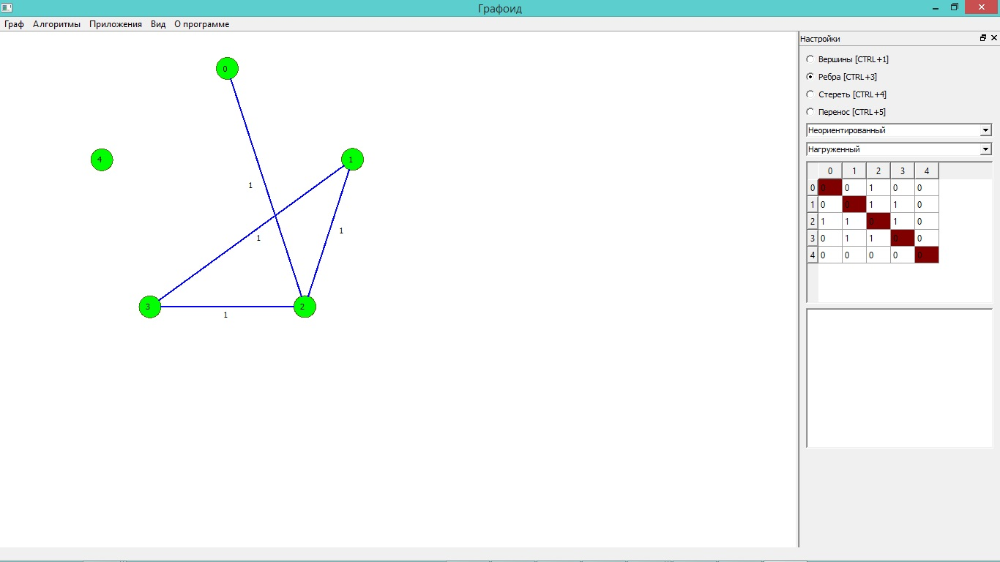 Графоид
Граф Алгоритмы Приложения Вид О программе
0
4
1
1
1
1
3
2
1
Настройки
Вершины [CTRL+1]
Ребра [CTRL+3]
Стереть [CTRL+4]
Перенос [CTRL+5]
Неориентированный
Нагруженный
0 1 2 3 4
0 0 0 1 0 0
1 0 0 1 1 0
2 1 1 0 1 0
3 0 1 1 0 0
4 0 0 0 0 0